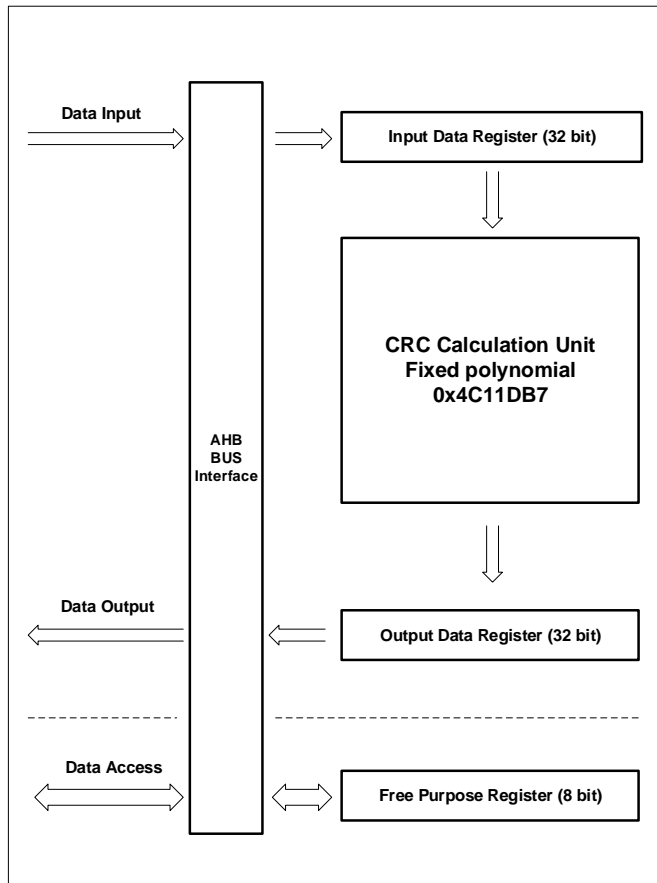 Data Input
Input Data Register (32 bit)
CRC Calculation Unit
Fixed polynomial
0x4C11DB7
AHB
BUS
Interface
Data Output
Output Data Register (32 bit)
Data Access
Free Purpose Register (8 bit)